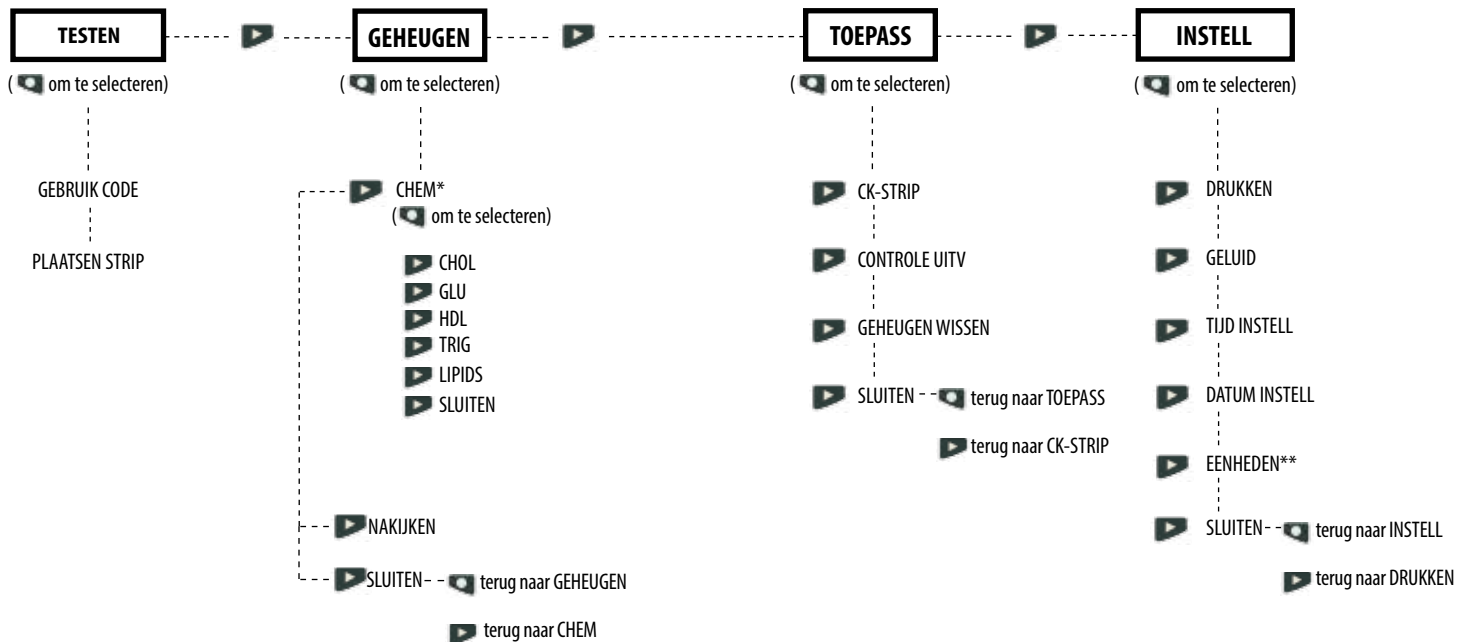 TESTEN
GEHEUGEN
TOEPASS
INSTELL
( om te selecteren)
( om te selecteren)
( om te selecteren)
( om te selecteren)
GEBRUIK CODE
PLAATSEN STRIP
CHEM*
( om te selecteren)
CHOL
GLU
HDL
TRIG
LIPIDS
SLUITEN
NAKIJKEN
SLUITEN
terug naar GEHEUGEN
terug naar CHEM
CK-STRIP
CONTROLE UITV
GEHEUGEN WISSEN
SLUITEN
terug naar TOEPASS
terug naar CK-STRIP
DRUKKEN
GELUID
TIJD INSTELL
DATUM INSTELL
EENHEDEN**
SLUITEN
terug naar INSTELL
terug naar DRUKKEN